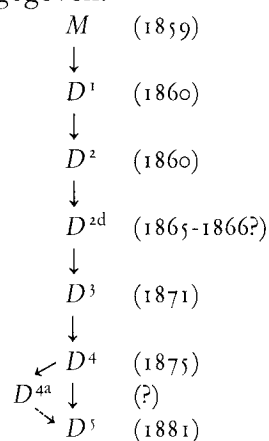 gegeven.
M (1859)
↓
D¹ (1860)
↓
D² (1860)
↓
D²ᵈ (1865-1866?)
↓
D³ (1871)
↓
D⁴ (1875)
D⁴ᵃ ↓ (?)
D⁵ (1881)